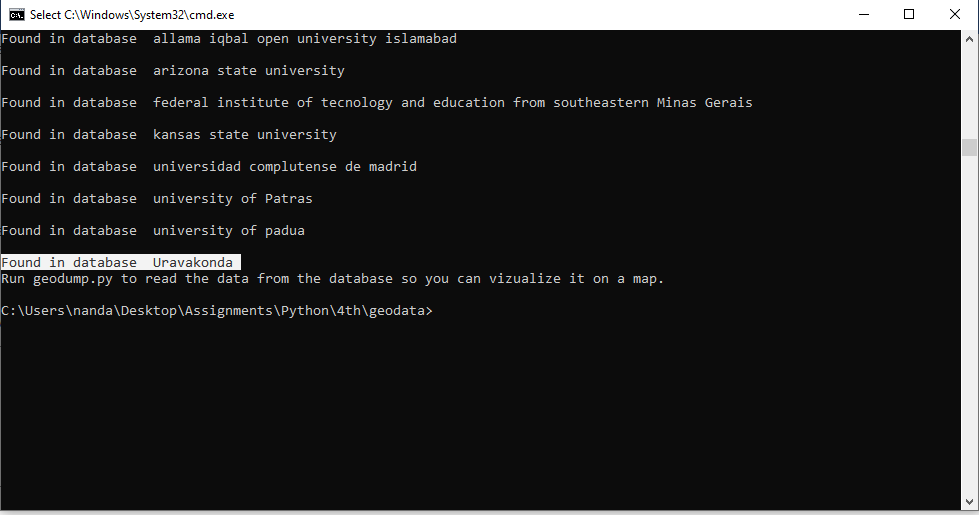 Select C:\Windows\System32\cmd.exe
Found in database  allama iqbal open university islamabad
Found in database  arizona state university
Found in database  federal institute of tecnology and education from southeastern Minas Gerais
Found in database  kansas state university
Found in database  universidad complutense de madrid
Found in database  university of Patras
Found in database  university of padua
Found in database  Uravakonda
Run geodump.py to read the data from the database so you can vizualize it on a map.
C:\Users\nanda\Desktop\Assignments\Python\4th\geodata>